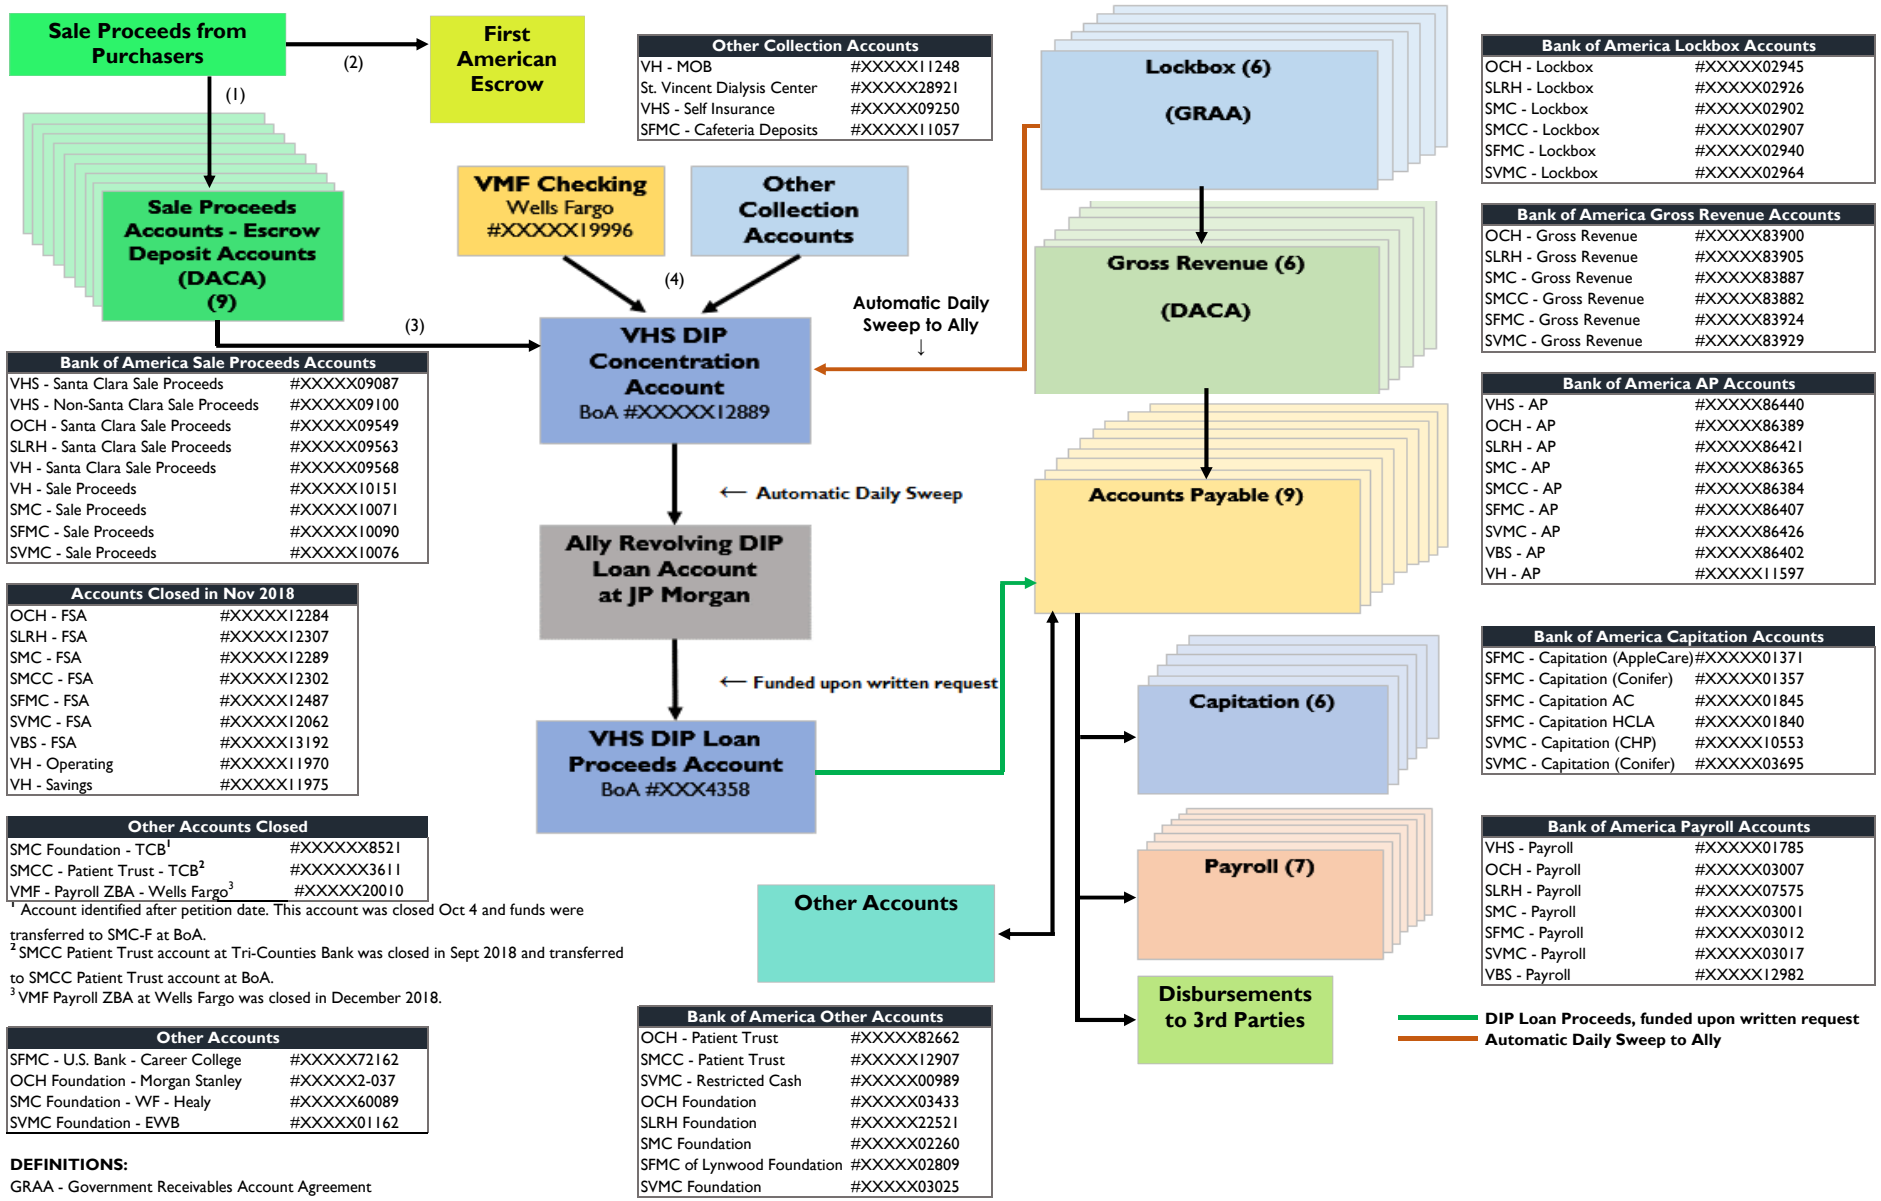 Sale Proceeds from
Purchasers
(2)
First
American
Escrow
(1)
Sale Proceeds
Accounts - Escrow
Deposit Accounts
(DACA)
(9)
(3)
Other Collection Accounts
VH - MOB #XXXXX11248
St. Vincent Dialysis Center #XXXXX28921
VHS - Self Insurance #XXXXX09250
SFMC - Cafeteria Deposits #XXXXX11057
VMF Checking
Wells Fargo
#XXXXX19996
Other
Collection
Accounts
(4)
VHS DIP
Concentration
Account
BoA #XXXXX12889
Automatic Daily
Sweep to Ally
↓
← Automatic Daily Sweep
Ally Revolving DIP
Loan Account
at JP Morgan
← Funded upon written request
VHS DIP Loan
Proceeds Account
BoA #XXX4358
Lockbox (6)
(GRAA)
Gross Revenue (6)
(DACA)
Accounts Payable (9)
Capitation (6)
Payroll (7)
Disbursements
to 3rd Parties
Other Accounts
Bank of America Sale Proceeds Accounts
VHS - Santa Clara Sale Proceeds #XXXXX09087
VHS - Non-Santa Clara Sale Proceeds #XXXXX09100
OCH - Santa Clara Sale Proceeds #XXXXX09549
SLRH - Santa Clara Sale Proceeds #XXXXX09563
VH - Santa Clara Sale Proceeds #XXXXX09568
VH - Sale Proceeds #XXXXX10151
SMC - Sale Proceeds #XXXXX10071
SFMC - Sale Proceeds #XXXXX10090
SVMC - Sale Proceeds #XXXXX10076
Accounts Closed in Nov 2018
OCH - FSA #XXXXX12284
SLRH - FSA #XXXXX12307
SMC - FSA #XXXXX12289
SMCC - FSA #XXXXX12302
SFMC - FSA #XXXXX12487
SVMC - FSA #XXXXX12062
VBS - FSA #XXXXX13192
VH - Operating #XXXXX11970
VH - Savings #XXXXX11975
Other Accounts Closed
SMC Foundation - TCB1 #XXXXXX8521
SMCC - Patient Trust - TCB2 #XXXXXX3611
VMF - Payroll ZBA - Wells Fargo3 #XXXXX20010
1 Account identified after petition date. This account was closed Oct 4 and funds were
transferred to SMC-F at BoA.
2 SMCC Patient Trust account at Tri-Counties Bank was closed in Sept 2018 and transferred
to SMCC Patient Trust account at BoA.
3 VMF Payroll ZBA at Wells Fargo was closed in December 2018.
Other Accounts
SFMC - U.S. Bank - Career College #XXXXX72162
OCH Foundation - Morgan Stanley #XXXXX2-037
SMC Foundation - WF - Healy #XXXXX60089
SVMC Foundation - EWB #XXXXX01162
DEFINITIONS:
GRAA - Government Receivables Account Agreement
Bank of America Other Accounts
OCH - Patient Trust #XXXXX82662
SMCC - Patient Trust #XXXXX12907
SVMC - Restricted Cash #XXXXX00989
OCH Foundation #XXXXX03433
SLRH Foundation #XXXXX22521
SMC Foundation #XXXXX02260
SFMC of Lynwood Foundation #XXXXX02809
SVMC Foundation #XXXXX03025
Bank of America Lockbox Accounts
OCH - Lockbox #XXXXX02945
SLRH - Lockbox #XXXXX02926
SMC - Lockbox #XXXXX02902
SMCC - Lockbox #XXXXX02907
SFMC - Lockbox #XXXXX02940
SVMC - Lockbox #XXXXX02964
Bank of America Gross Revenue Accounts
OCH - Gross Revenue #XXXXX83900
SLRH - Gross Revenue #XXXXX83905
SMC - Gross Revenue #XXXXX83887
SMCC - Gross Revenue #XXXXX83882
SFMC - Gross Revenue #XXXXX83924
SVMC - Gross Revenue #XXXXX83929
Bank of America AP Accounts
VHS - AP #XXXXX86440
OCH - AP #XXXXX86389
SLRH - AP #XXXXX86421
SMC - AP #XXXXX86365
SMCC - AP #XXXXX86384
SFMC - AP #XXXXX86407
SVMC - AP #XXXXX86426
VBS - AP #XXXXX86402
VH - AP #XXXXX11597
Bank of America Capitation Accounts
SFMC - Capitation (AppleCare) #XXXXX01371
SFMC - Capitation (Conifer) #XXXXX01357
SFMC - Capitation AC #XXXXX01845
SFMC - Capitation HCLA #XXXXX01840
SVMC - Capitation (CHP) #XXXXX10553
SVMC - Capitation (Conifer) #XXXXX03695
Bank of America Payroll Accounts
VHS - Payroll #XXXXX01785
OCH - Payroll #XXXXX03007
SLRH - Payroll #XXXXX07575
SMC - Payroll #XXXXX03001
SFMC - Payroll #XXXXX03012
SVMC - Payroll #XXXXX03017
VBS - Payroll #XXXXX12982
DIP Loan Proceeds, funded upon written request
Automatic Daily Sweep to Ally